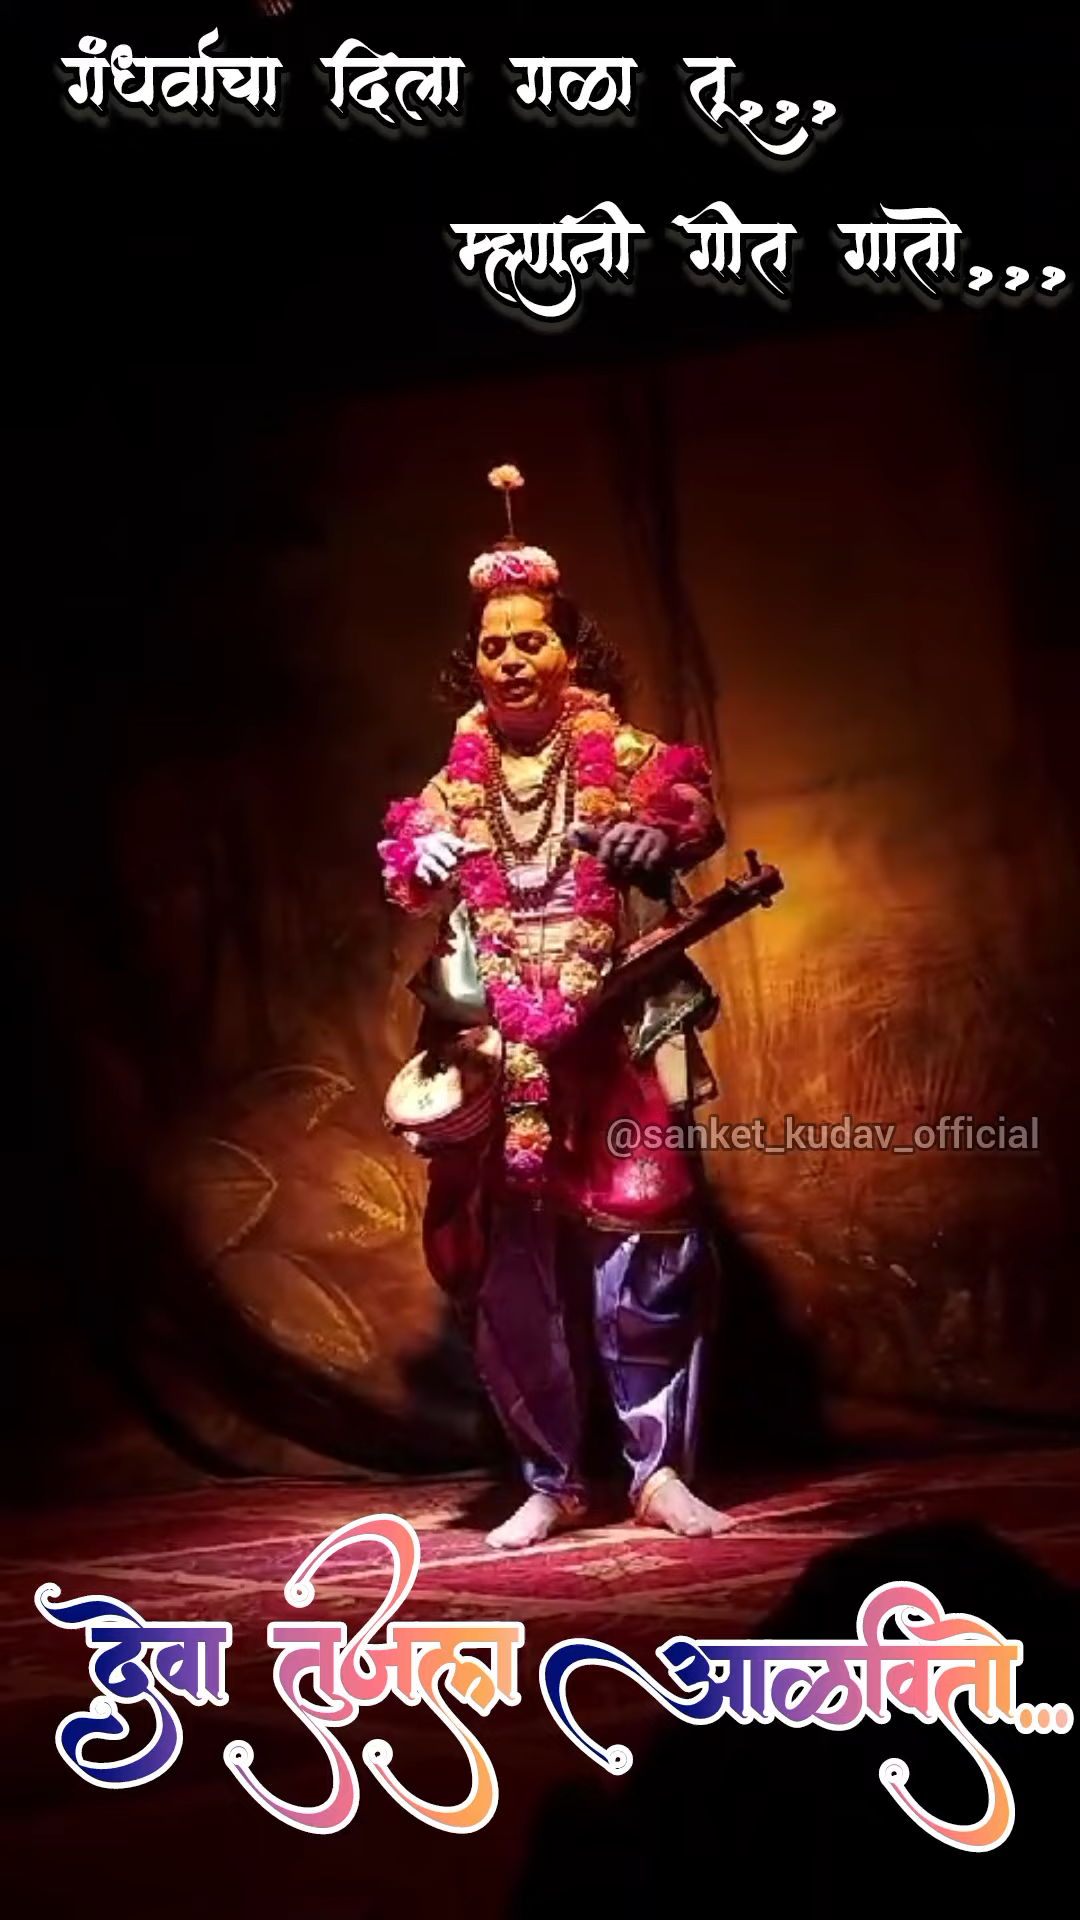 गंधर्वाचा दिला गळा तू,,,
म्हणुनी गीत गातो,,,
@sanket_kudav_official
देवा तुजला आळवितो...